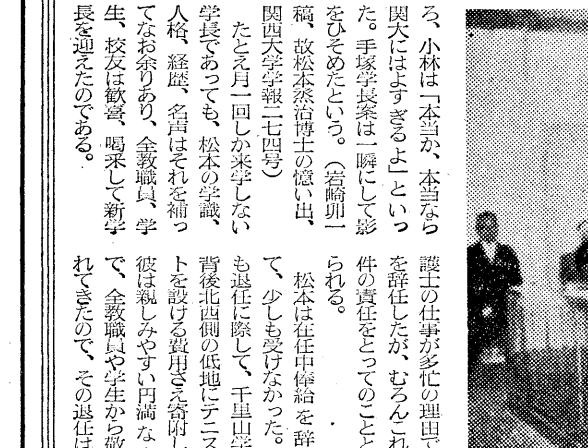 ろ、小林は「本当か、本当なら
関大にはよすぎるよ」といっ
た。手塚学長案は一瞬にして影
をひそめたという。(岩崎卯一
稿、故松本烝治博士の憶い出、
関西大学学報二七四号)
たとえ月一回しか来学しない
学長であっても、松本の学識、
人格、経歴、名声はそれを補っ
てなお余りあり、全教職員、学
生、校友は歓喜、喝采して新学
長を迎えたのである。
護士の仕事が多忙の理由で
を辞任したが、むろんこれ
件の責任をとってのことと
られる。
松本は在任中俸給を辞
て、少しも受けなかった。
も退任に際して、千里山学
背後北西側の低地にテニス
トを設ける費用さえ寄附し
彼は親しみやすい円満な
で、全教職員や学生から敬
れてきたので、その退任は